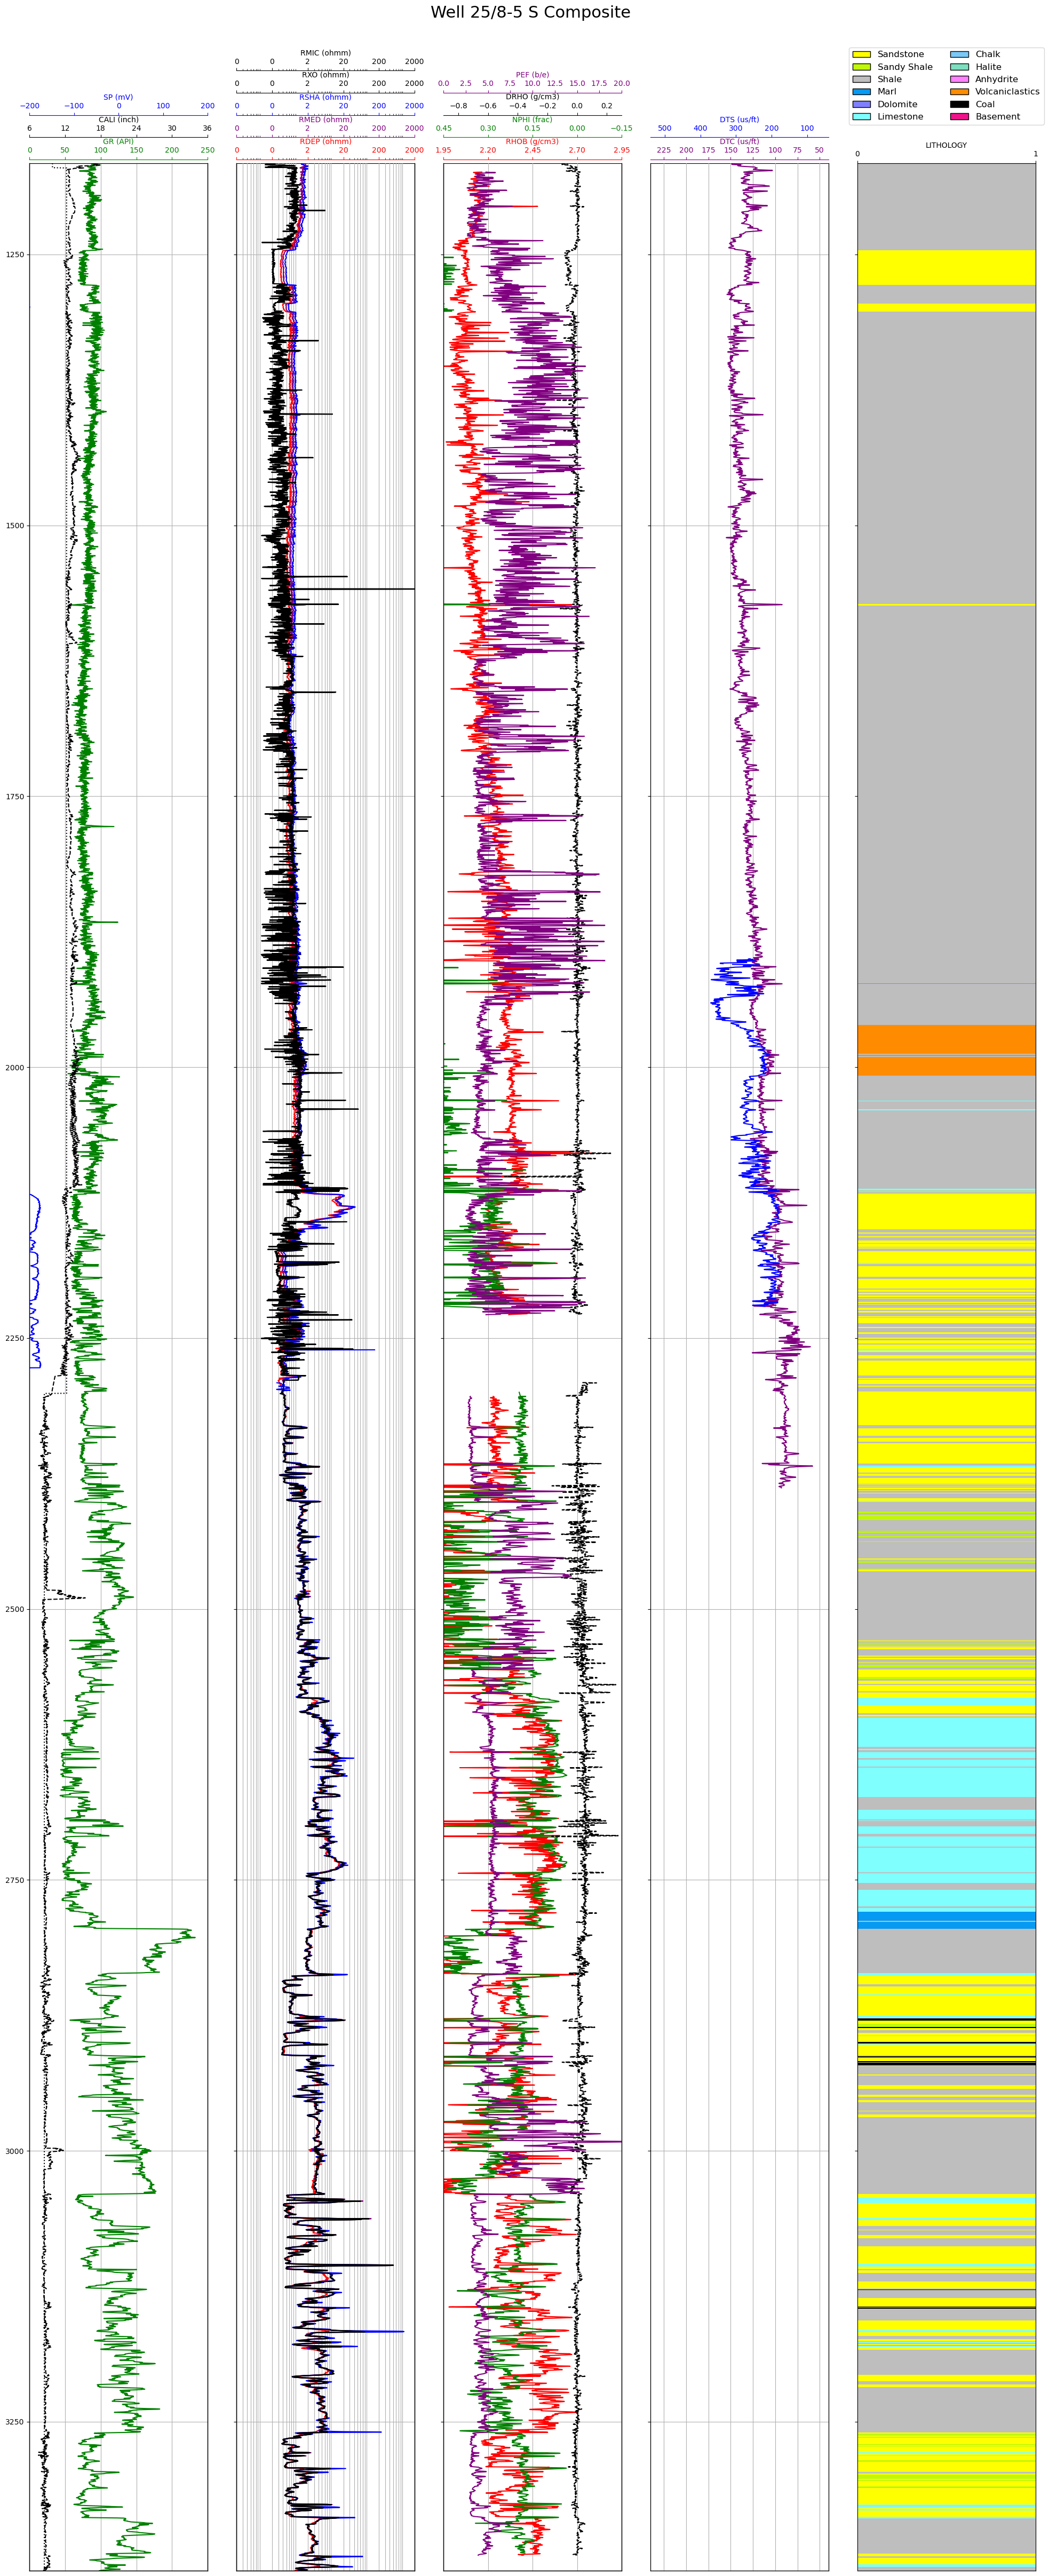 Well 25/8-5 S Composite
RMIC (ohmm)
0 0 2 20 200 2000
RXO (ohmm)
0 0 2 20 200 2000
SP (mV)
−200 −100 0 100 200
RSHA (ohmm)
0 0 2 20 200 2000
CALI (inch)
6 12 18 24 30 36
RMED (ohmm)
0 0 2 20 200 2000
GR (API)
0 50 100 150 200 250
RDEP (ohmm)
0 0 2 20 200 2000
PEF (b/e)
0.0 2.5 5.0 7.5 10.0 12.5 15.0 17.5 20.0
DRHO (g/cm3)
−0.8 −0.6 −0.4 −0.2 0.0 0.2
NPHI (frac)
0.45 0.30 0.15 0.00 −0.15
RHOB (g/cm3)
1.95 2.20 2.45 2.70 2.95
DTS (us/ft)
500 400 300 200 100
DTC (us/ft)
225 200 175 150 125 100 75 50
Sandstone
Sandy Shale
Shale
Marl
Dolomite
Limestone
Chalk
Halite
Anhydrite
Volcaniclastics
Coal
Basement
LITHOLOGY
0 1
1250
1500
1750
2000
2250
2500
2750
3000
3250